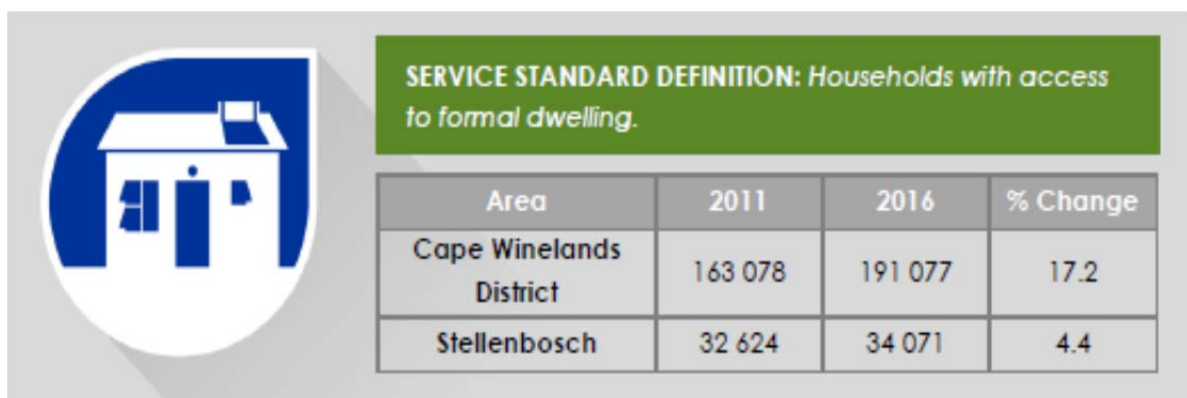 SERVICE STANDARD DEFINITION: Households with access
to formal dwelling.
Area 2011 2016 % Change
Cape Winelands
District 163 078 191 077 17.2
Stellenbosch 32 624 34 071 4.4